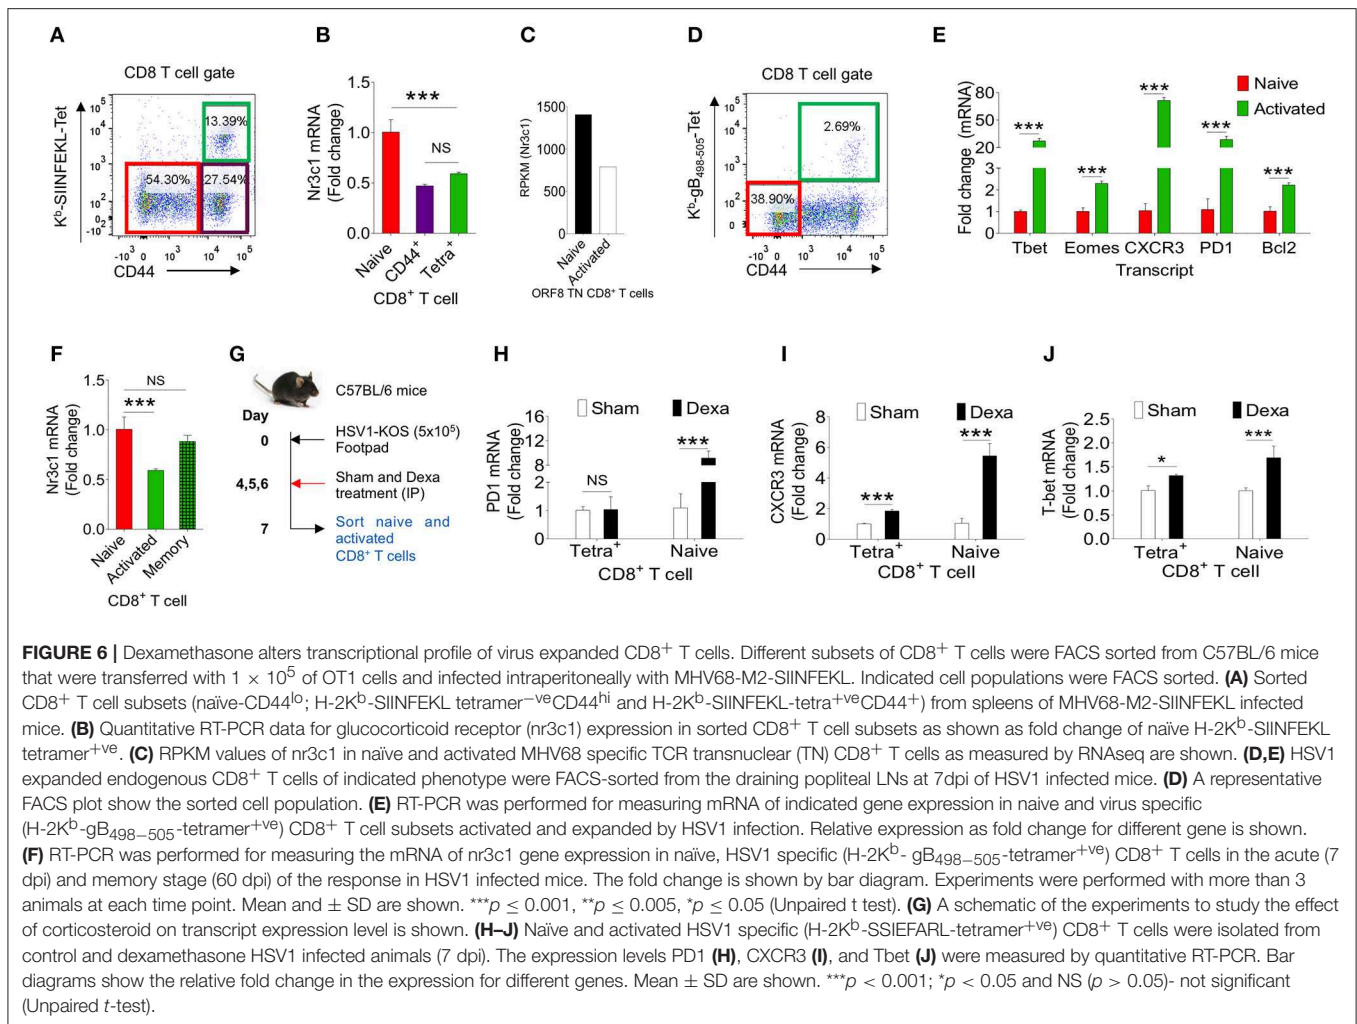 A
CD8 T cell gate
Kᵇ-SIINFEKL-Tet
10⁵
10⁴
10³
10²
0
-10²
13.39%
54.30%
27.54%
-10³ 0 10³ 10⁴ 10⁵
CD44
B
Nr3c1 mRNA
(Fold change)
1.5
1.0
0.5
0.0
***
NS
Naive
CD44⁺
Tetra⁺
CD8⁺ T cell
C
RPKM (Nr3c1)
1500
1000
500
0
Naive
Activated
ORF8 TN CD8⁺ T cells
D
CD8 T cell gate
Kᵇ-gB₄₉₈₋₅₀₅-Tet
10⁵
10⁴
10³
10²
0
2.69%
38.90%
-10³ 0 10³ 10⁴ 10⁵
CD44
E
Naive
Activated
Fold change (mRNA)
80
50
20
3
2
1
0
***
***
***
***
***
Tbet Eomes CXCR3 PD1 Bcl2
Transcript
F
Nr3c1 mRNA
(Fold change)
1.5
1.0
0.5
0.0
NS
***
Naive
Activated
Memory
CD8⁺ T cell
G
C57BL/6 mice
Day
0
HSV1-KOS (5x10⁵)
Footpad
4,5,6
Sham and Dexa
treatment (IP)
7
Sort naive and
activated
CD8⁺ T cells
H
Sham Dexa
PD1 mRNA
(Fold change)
16
12
8
2
1
0
NS
***
Tetra⁺ Naive
CD8⁺ T cell
I
Sham Dexa
CXCR3 mRNA
(Fold change)
8
6
4
2
0
***
***
Tetra⁺ Naive
CD8⁺ T cell
J
Sham Dexa
T-bet mRNA
(Fold change)
2.5
2.0
1.5
1.0
0.5
0.0
*
***
Tetra⁺ Naive
CD8⁺ T cell
FIGURE 6 | Dexamethasone alters transcriptional profile of virus expanded CD8⁺ T cells. Different subsets of CD8⁺ T cells were FACS sorted from C57BL/6 mice
that were transferred with 1 × 10⁵ of OT1 cells and infected intraperitoneally with MHV68-M2-SIINFEKL. Indicated cell populations were FACS sorted. (A) Sorted
CD8⁺ T cell subsets (naïve-CD44ˡᵒ; H-2Kᵇ-SIINFEKL tetramer⁻ᵛᵉCD44ʰⁱ and H-2Kᵇ-SIINFEKL-tetra⁺ᵛᵉCD44+) from spleens of MHV68-M2-SIINFEKL infected
mice. (B) Quantitative RT-PCR data for glucocorticoid receptor (nr3c1) expression in sorted CD8⁺ T cell subsets as shown as fold change of naïve H-2Kᵇ-SIINFEKL
tetramer⁺ᵛᵉ. (C) RPKM values of nr3c1 in naïve and activated MHV68 specific TCR transnuclear (TN) CD8⁺ T cells as measured by RNAseq are shown. (D,E) HSV1
expanded endogenous CD8⁺ T cells of indicated phenotype were FACS-sorted from the draining popliteal LNs at 7dpi of HSV1 infected mice. (D) A representative
FACS plot show the sorted cell population. (E) RT-PCR was performed for measuring mRNA of indicated gene expression in naive and virus specific
(H-2Kᵇ-gB₄₉₈₋₅₀₅-tetramer⁺ᵛᵉ) CD8⁺ T cell subsets activated and expanded by HSV1 infection. Relative expression as fold change for different gene is shown.
(F) RT-PCR was performed for measuring the mRNA of nr3c1 gene expression in naïve, HSV1 specific (H-2Kᵇ- gB₄₉₈₋₅₀₅-tetramer⁺ᵛᵉ) CD8⁺ T cells in the acute (7
dpi) and memory stage (60 dpi) of the response in HSV1 infected mice. The fold change is shown by bar diagram. Experiments were performed with more than 3
animals at each time point. Mean and ± SD are shown. ***p ≤ 0.001, **p ≤ 0.005, *p ≤ 0.05 (Unpaired t test). (G) A schematic of the experiments to study the effect
of corticosteroid on transcript expression level is shown. (H–J) Naïve and activated HSV1 specific (H-2Kᵇ-SSIEFARL-tetramer⁺ᵛᵉ) CD8⁺ T cells were isolated from
control and dexamethasone HSV1 infected animals (7 dpi). The expression levels PD1 (H), CXCR3 (I), and Tbet (J) were measured by quantitative RT-PCR. Bar
diagrams show the relative fold change in the expression for different genes. Mean ± SD are shown. ***p < 0.001; *p < 0.05 and NS (p > 0.05)- not significant
(Unpaired t-test).